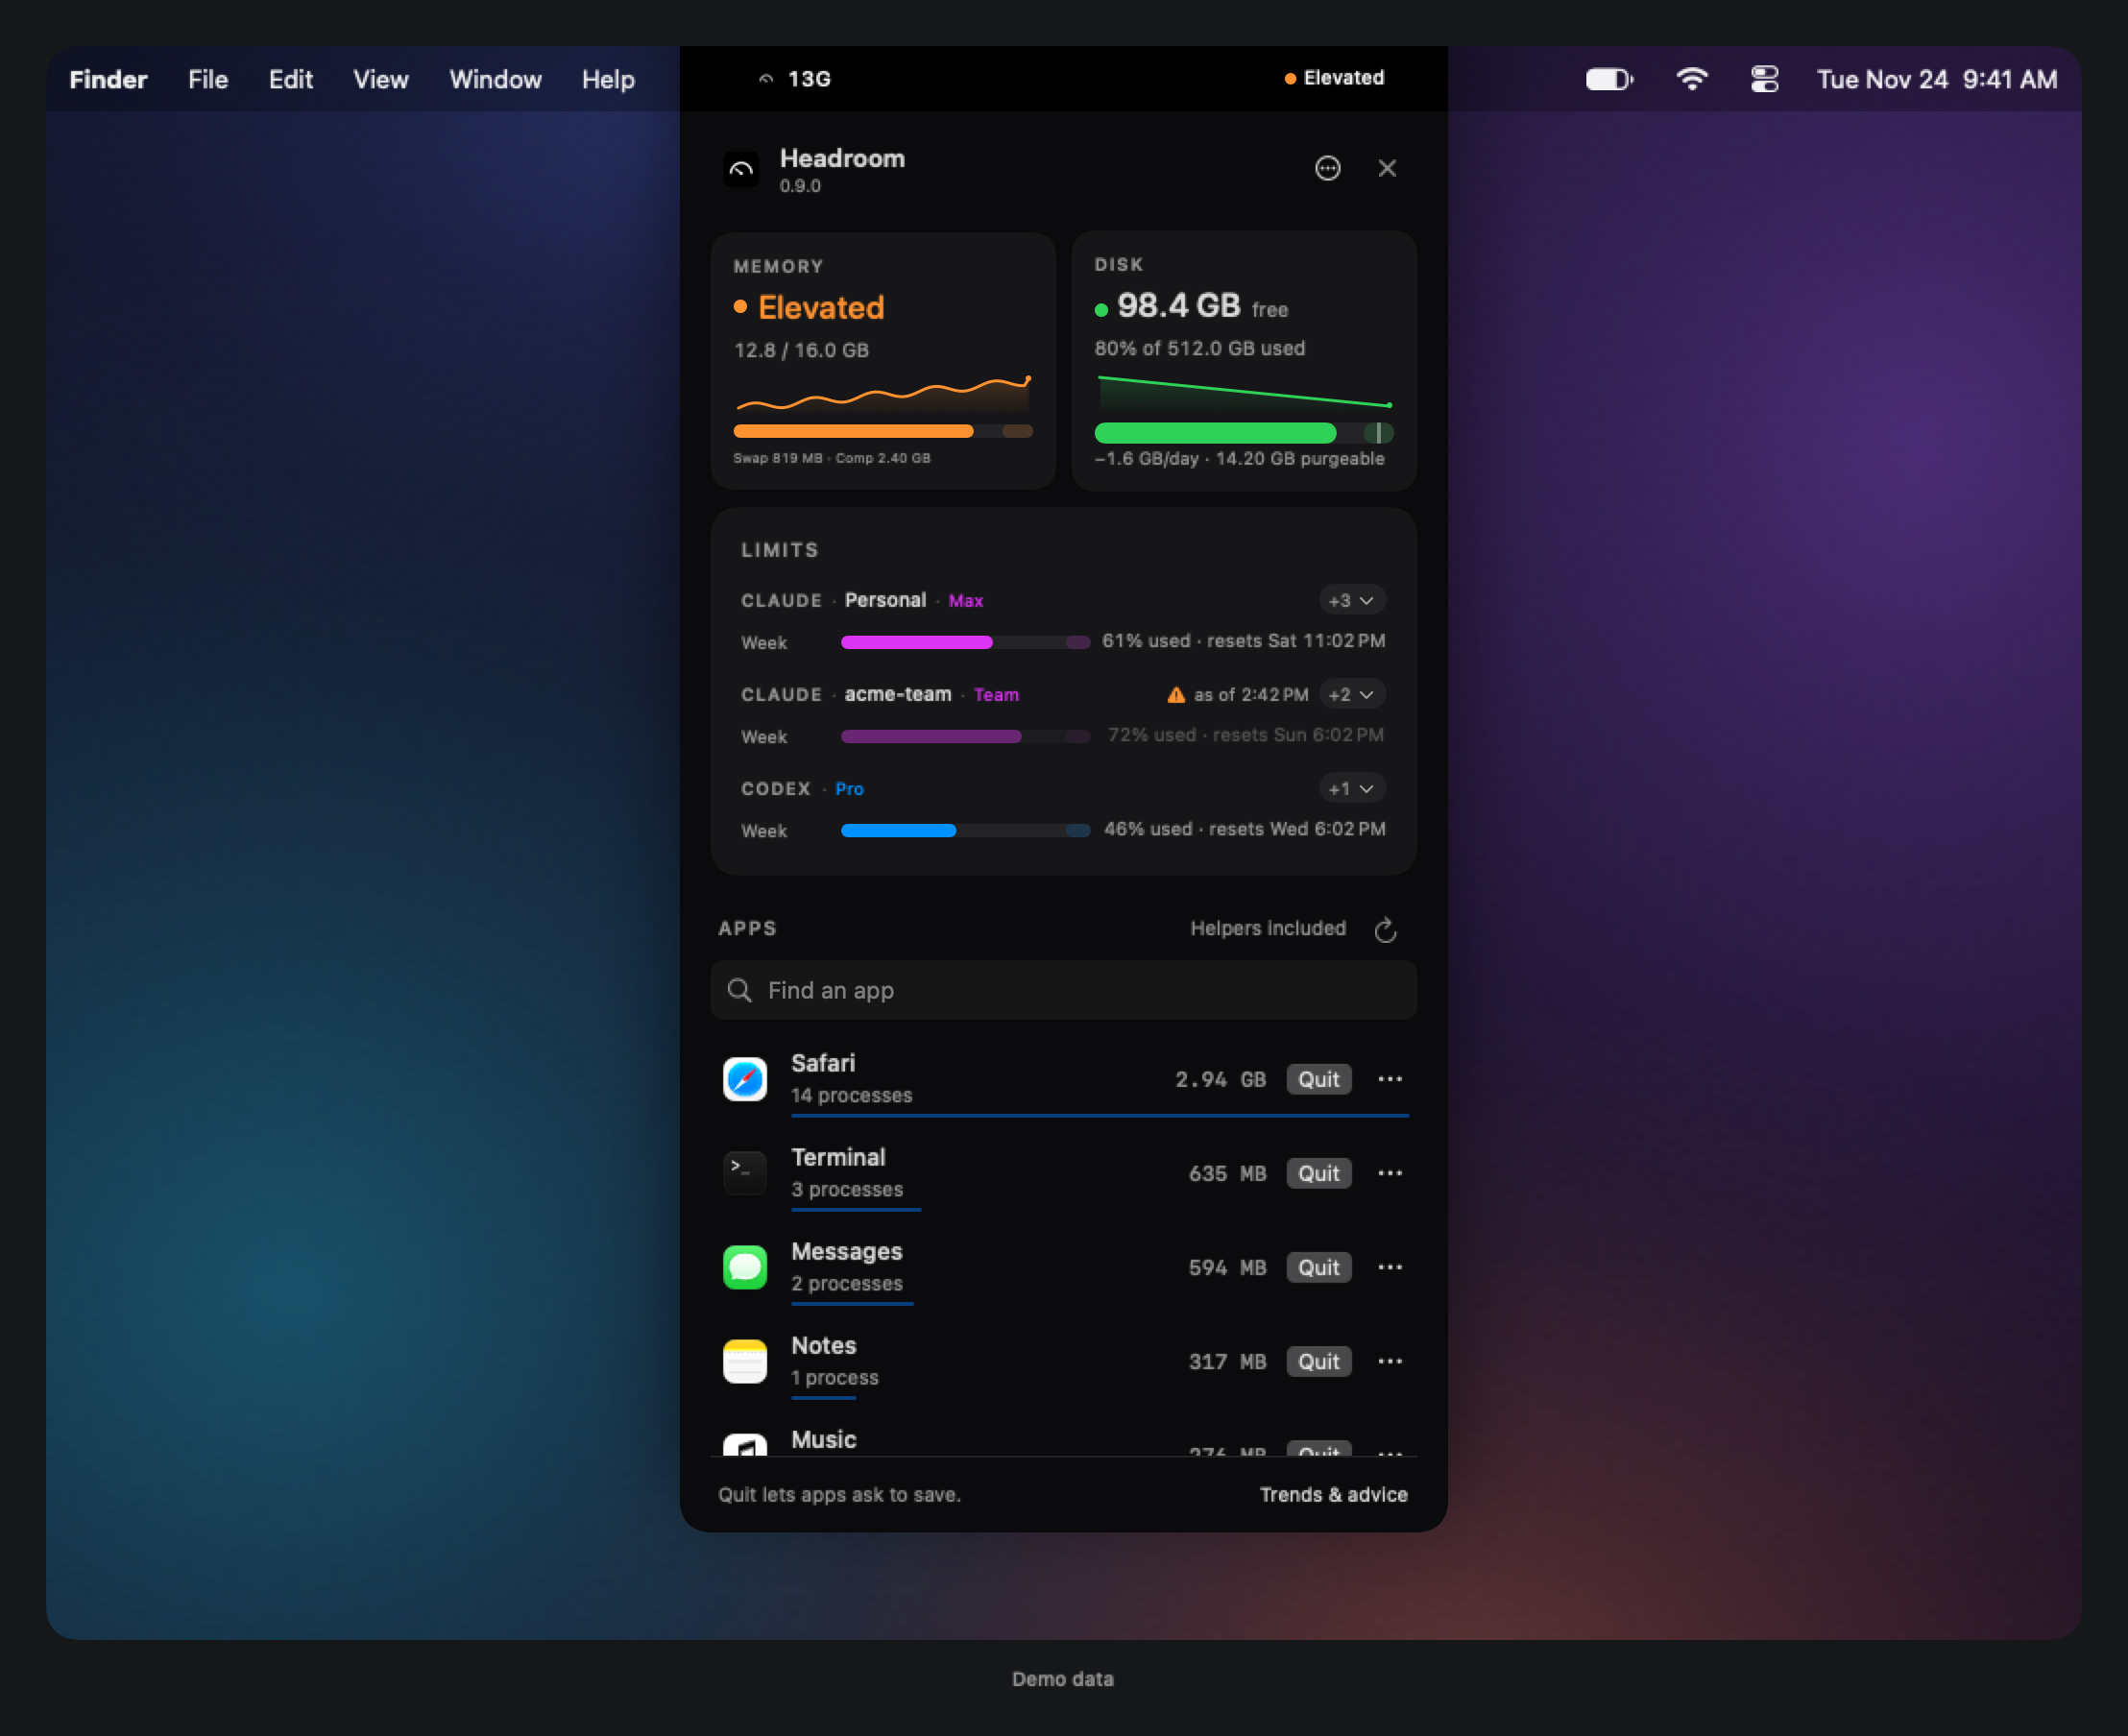 Finder File Edit View Window Help 13G Elevated Tue Nov 24 9:41 AM
Headroom
0.9.0
MEMORY
Elevated
12.8 / 16.0 GB
Swap 819 MB · Comp 2.40 GB
DISK
98.4 GB free
80% of 512.0 GB used
−1.6 GB/day · 14.20 GB purgeable
LIMITS
CLAUDE · Personal · Max +3
Week 61% used · resets Sat 11:02 PM
CLAUDE · acme-team · Team as of 2:42 PM +2
Week 72% used · resets Sun 6:02 PM
CODEX · Pro +1
Week 46% used · resets Wed 6:02 PM
APPS Helpers included
Find an app
Safari
14 processes
2.94 GB Quit
>_
Terminal
3 processes
635 MB Quit
Messages
2 processes
594 MB Quit
Notes
1 process
317 MB Quit
Music
276 MB Quit
Quit lets apps ask to save. Trends & advice
Demo data